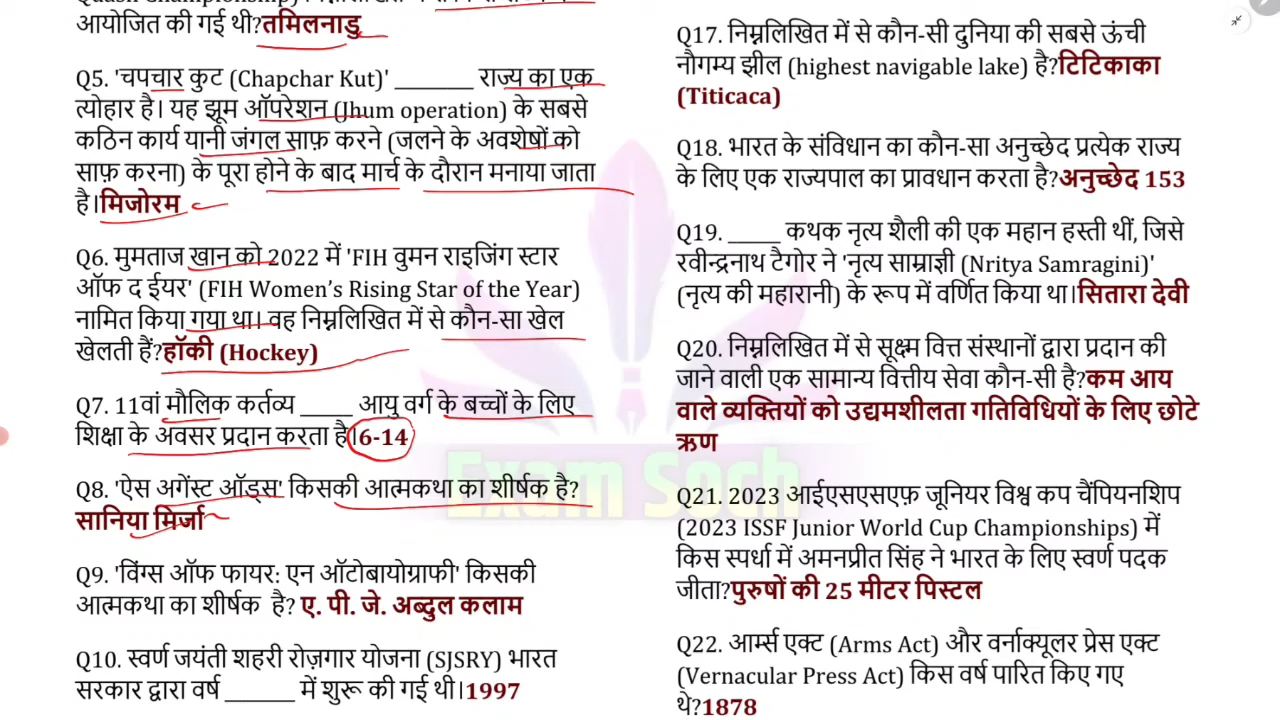 आयोजित की गई थी?तमिलनाडु
Q5. 'चपचार कुट (Chapchar Kut)' ________ राज्य का एक
त्योहार है। यह झूम ऑपरेशन (Jhum operation) के सबसे
कठिन कार्य यानी जंगल साफ़ करने (जलने के अवशेषों को
साफ़ करना) के पूरा होने के बाद मार्च के दौरान मनाया जाता
है।मिजोरम
Q6. मुमताज खान को 2022 में 'FIH वुमन राइजिंग स्टार
ऑफ द ईयर' (FIH Women's Rising Star of the Year)
नामित किया गया था। वह निम्नलिखित में से कौन-सा खेल
खेलती हैं?हॉकी (Hockey)
Q7. 11वां मौलिक कर्तव्य _____ आयु वर्ग के बच्चों के लिए
शिक्षा के अवसर प्रदान करता है।6-14
Q8. 'ऐस अगेंस्ट ऑड्स' किसकी आत्मकथा का शीर्षक है?
सानिया मिर्जा
Q9. 'विंग्स ऑफ फायर: एन ऑटोबायोग्राफी' किसकी
आत्मकथा का शीर्षक है? ए. पी. जे. अब्दुल कलाम
Q10. स्वर्ण जयंती शहरी रोज़गार योजना (SJSRY) भारत
सरकार द्वारा वर्ष _______ में शुरू की गई थी।1997
Q17. निम्नलिखित में से कौन-सी दुनिया की सबसे ऊंची
नौगम्य झील (highest navigable lake) है?टिटिकाका
(Titicaca)
Q18. भारत के संविधान का कौन-सा अनुच्छेद प्रत्येक राज्य
के लिए एक राज्यपाल का प्रावधान करता है?अनुच्छेद 153
Q19. _____ कथक नृत्य शैली की एक महान हस्ती थीं, जिसे
रवीन्द्रनाथ टैगोर ने 'नृत्य साम्राज्ञी (Nritya Samragini)'
(नृत्य की महारानी) के रूप में वर्णित किया था।सितारा देवी
Q20. निम्नलिखित में से सूक्ष्म वित्त संस्थानों द्वारा प्रदान की
जाने वाली एक सामान्य वित्तीय सेवा कौन-सी है?कम आय
वाले व्यक्तियों को उद्यमशीलता गतिविधियों के लिए छोटे
ऋण
Q21. 2023 आईएसएसएफ़ जूनियर विश्व कप चैंपियनशिप
(2023 ISSF Junior World Cup Championships) में
किस स्पर्धा में अमनप्रीत सिंह ने भारत के लिए स्वर्ण पदक
जीता?पुरुषों की 25 मीटर पिस्टल
Q22. आर्म्स एक्ट (Arms Act) और वर्नाक्यूलर प्रेस एक्ट
(Vernacular Press Act) किस वर्ष पारित किए गए
थे?1878
Exam Soch